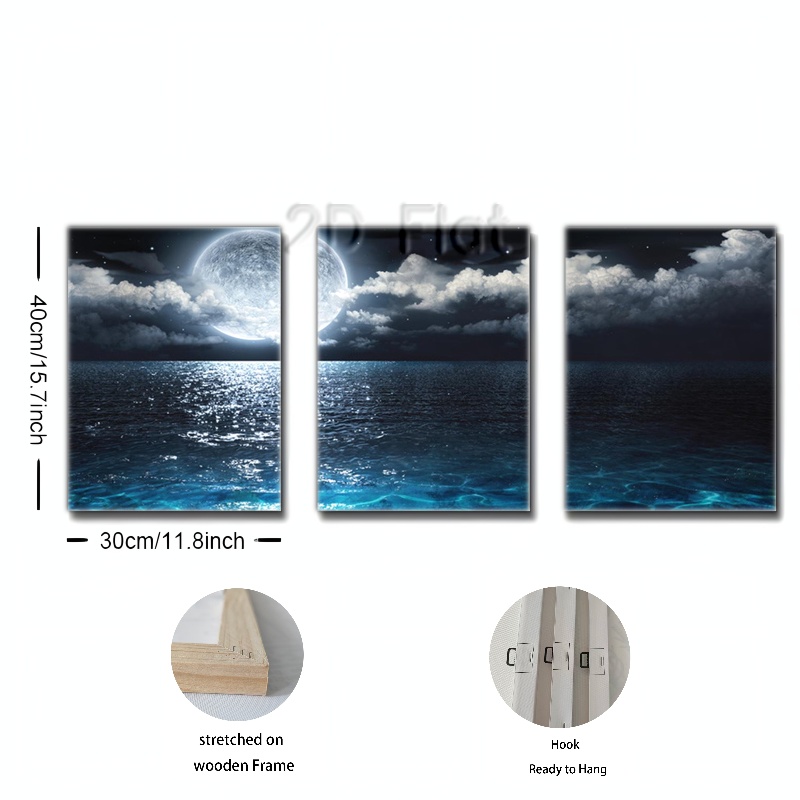 2D Flat
40cm/15.7inch
30cm/11.8inch
stretched on
wooden Frame
Hook
Ready to Hang